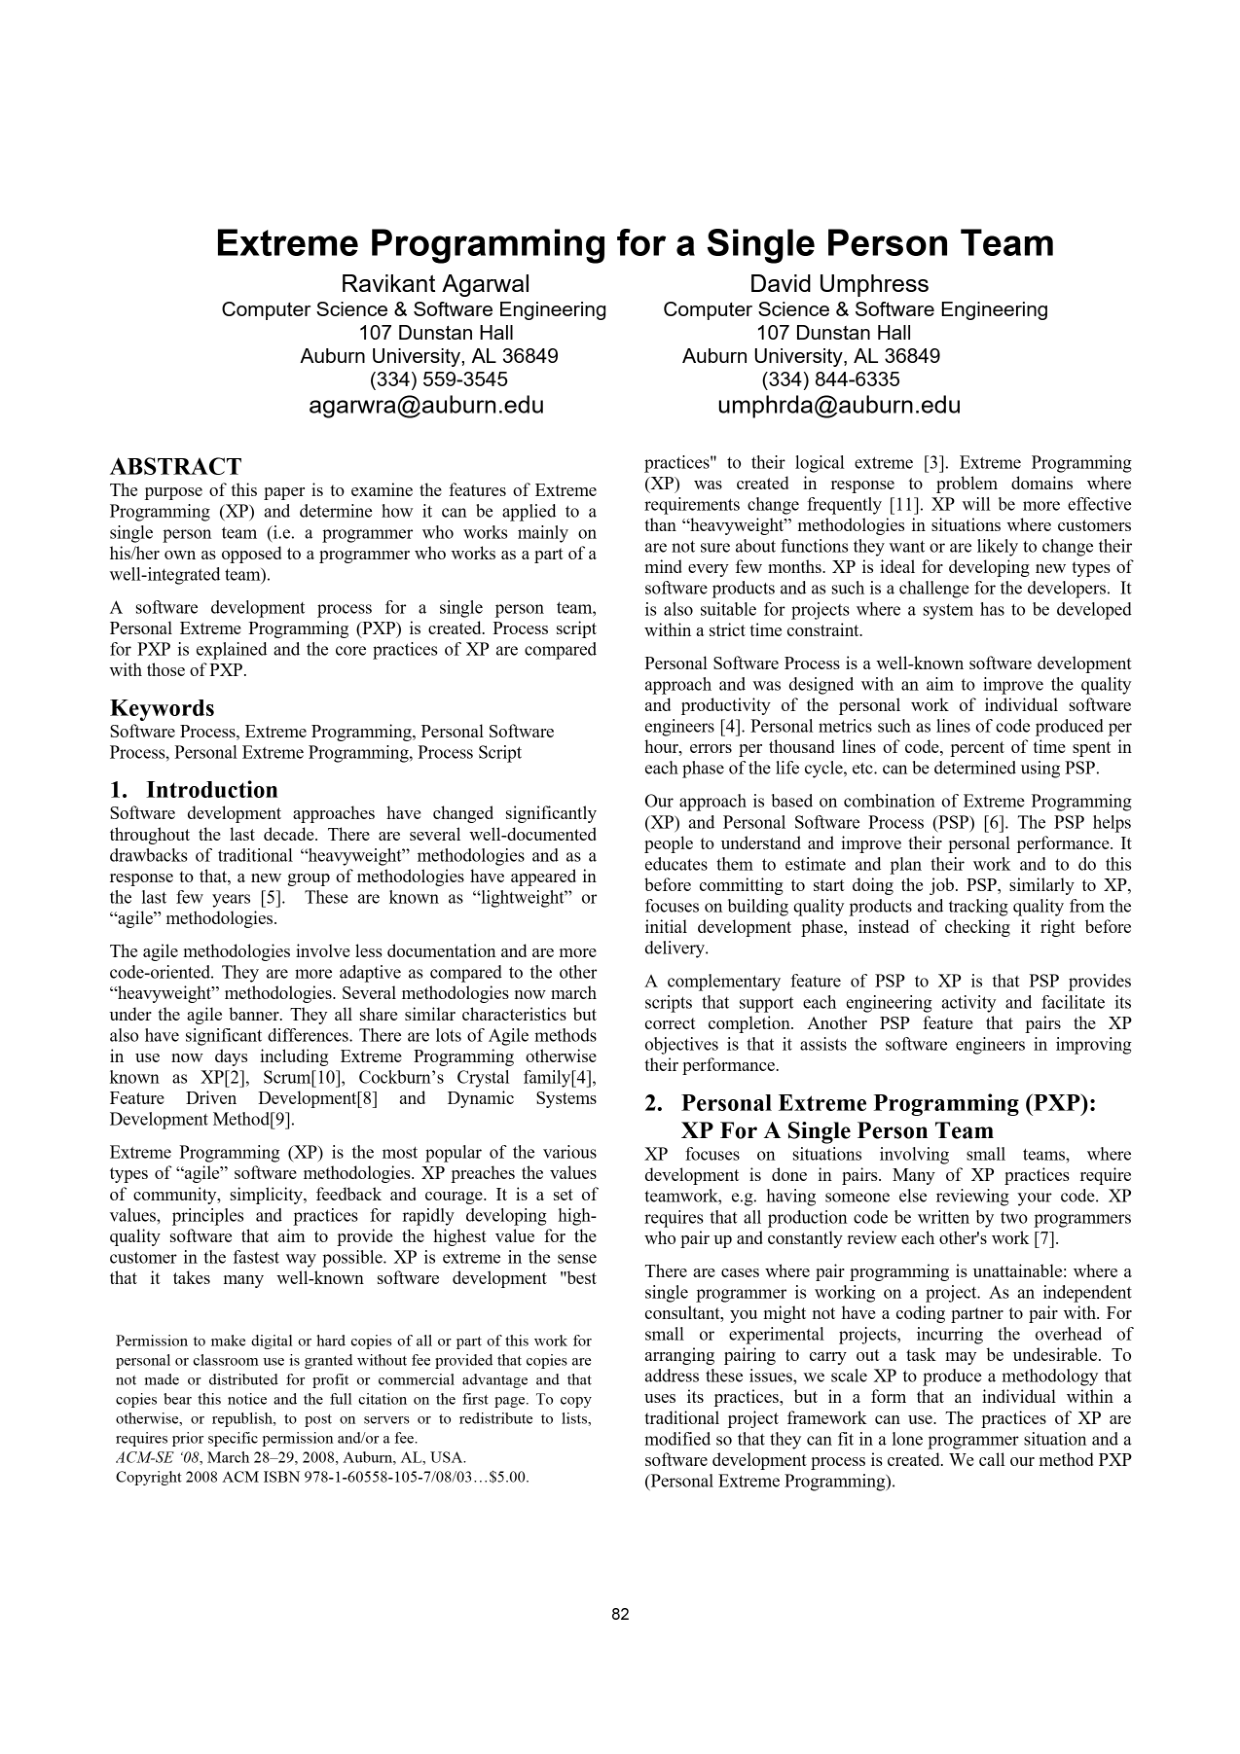 Extreme Programming for a Single Person Team
Ravikant Agarwal
Computer Science & Software Engineering
107 Dunstan Hall
Auburn University, AL 36849
(334) 559-3545
agarwra@auburn.edu
David Umphress
Computer Science & Software Engineering
107 Dunstan Hall
Auburn University, AL 36849
(334) 844-6335
umphrda@auburn.edu
ABSTRACT
The purpose of this paper is to examine the features of Extreme
Programming (XP) and determine how it can be applied to a
single person team (i.e. a programmer who works mainly on
his/her own as opposed to a programmer who works as a part of a
well-integrated team).
A software development process for a single person team,
Personal Extreme Programming (PXP) is created. Process script
for PXP is explained and the core practices of XP are compared
with those of PXP.
Keywords
Software Process, Extreme Programming, Personal Software
Process, Personal Extreme Programming, Process Script
1. Introduction
Software development approaches have changed significantly
throughout the last decade. There are several well-documented
drawbacks of traditional “heavyweight” methodologies and as a
response to that, a new group of methodologies have appeared in
the last few years [5]. These are known as “lightweight” or
“agile” methodologies.
The agile methodologies involve less documentation and are more
code-oriented. They are more adaptive as compared to the other
“heavyweight” methodologies. Several methodologies now march
under the agile banner. They all share similar characteristics but
also have significant differences. There are lots of Agile methods
in use now days including Extreme Programming otherwise
known as XP[2], Scrum[10], Cockburn’s Crystal family[4],
Feature Driven Development[8] and Dynamic Systems
Development Method[9].
Extreme Programming (XP) is the most popular of the various
types of “agile” software methodologies. XP preaches the values
of community, simplicity, feedback and courage. It is a set of
values, principles and practices for rapidly developing high-
quality software that aim to provide the highest value for the
customer in the fastest way possible. XP is extreme in the sense
that it takes many well-known software development "best
Permission to make digital or hard copies of all or part of this work for
personal or classroom use is granted without fee provided that copies are
not made or distributed for profit or commercial advantage and that
copies bear this notice and the full citation on the first page. To copy
otherwise, or republish, to post on servers or to redistribute to lists,
requires prior specific permission and/or a fee.
ACM-SE ‘08, March 28–29, 2008, Auburn, AL, USA.
Copyright 2008 ACM ISBN 978-1-60558-105-7/08/03…$5.00.
practices" to their logical extreme [3]. Extreme Programming
(XP) was created in response to problem domains where
requirements change frequently [11]. XP will be more effective
than “heavyweight” methodologies in situations where customers
are not sure about functions they want or are likely to change their
mind every few months. XP is ideal for developing new types of
software products and as such is a challenge for the developers. It
is also suitable for projects where a system has to be developed
within a strict time constraint.
Personal Software Process is a well-known software development
approach and was designed with an aim to improve the quality
and productivity of the personal work of individual software
engineers [4]. Personal metrics such as lines of code produced per
hour, errors per thousand lines of code, percent of time spent in
each phase of the life cycle, etc. can be determined using PSP.
Our approach is based on combination of Extreme Programming
(XP) and Personal Software Process (PSP) [6]. The PSP helps
people to understand and improve their personal performance. It
educates them to estimate and plan their work and to do this
before committing to start doing the job. PSP, similarly to XP,
focuses on building quality products and tracking quality from the
initial development phase, instead of checking it right before
delivery.
A complementary feature of PSP to XP is that PSP provides
scripts that support each engineering activity and facilitate its
correct completion. Another PSP feature that pairs the XP
objectives is that it assists the software engineers in improving
their performance.
2. Personal Extreme Programming (PXP):
XP For A Single Person Team
XP focuses on situations involving small teams, where
development is done in pairs. Many of XP practices require
teamwork, e.g. having someone else reviewing your code. XP
requires that all production code be written by two programmers
who pair up and constantly review each other's work [7].
There are cases where pair programming is unattainable: where a
single programmer is working on a project. As an independent
consultant, you might not have a coding partner to pair with. For
small or experimental projects, incurring the overhead of
arranging pairing to carry out a task may be undesirable. To
address these issues, we scale XP to produce a methodology that
uses its practices, but in a form that an individual within a
traditional project framework can use. The practices of XP are
modified so that they can fit in a lone programmer situation and a
software development process is created. We call our method PXP
(Personal Extreme Programming).
82